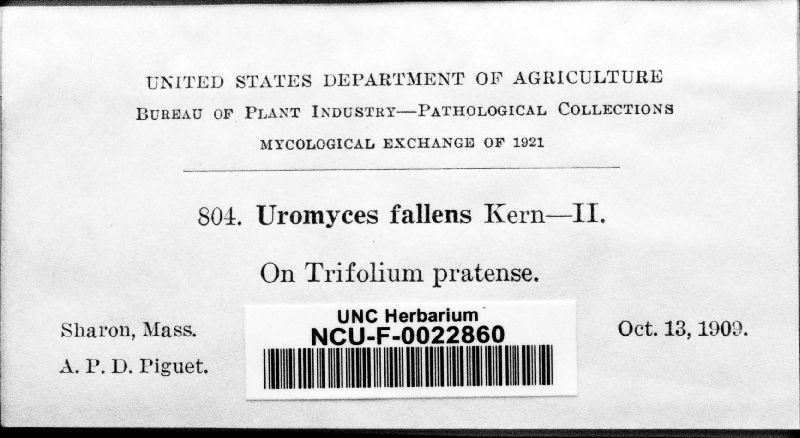 UNITED STATES DEPARTMENT OF AGRICULTURE
BUREAU OF PLANT INDUSTRY—PATHOLOGICAL COLLECTIONS
MYCOLOGICAL EXCHANGE OF 1921
804. Uromyces fallens Kern—II.
On Trifolium pratense.
Sharon, Mass.
Oct. 13, 1909.
A. P. D. Piguet.
UNC Herbarium
NCU-F-0022860